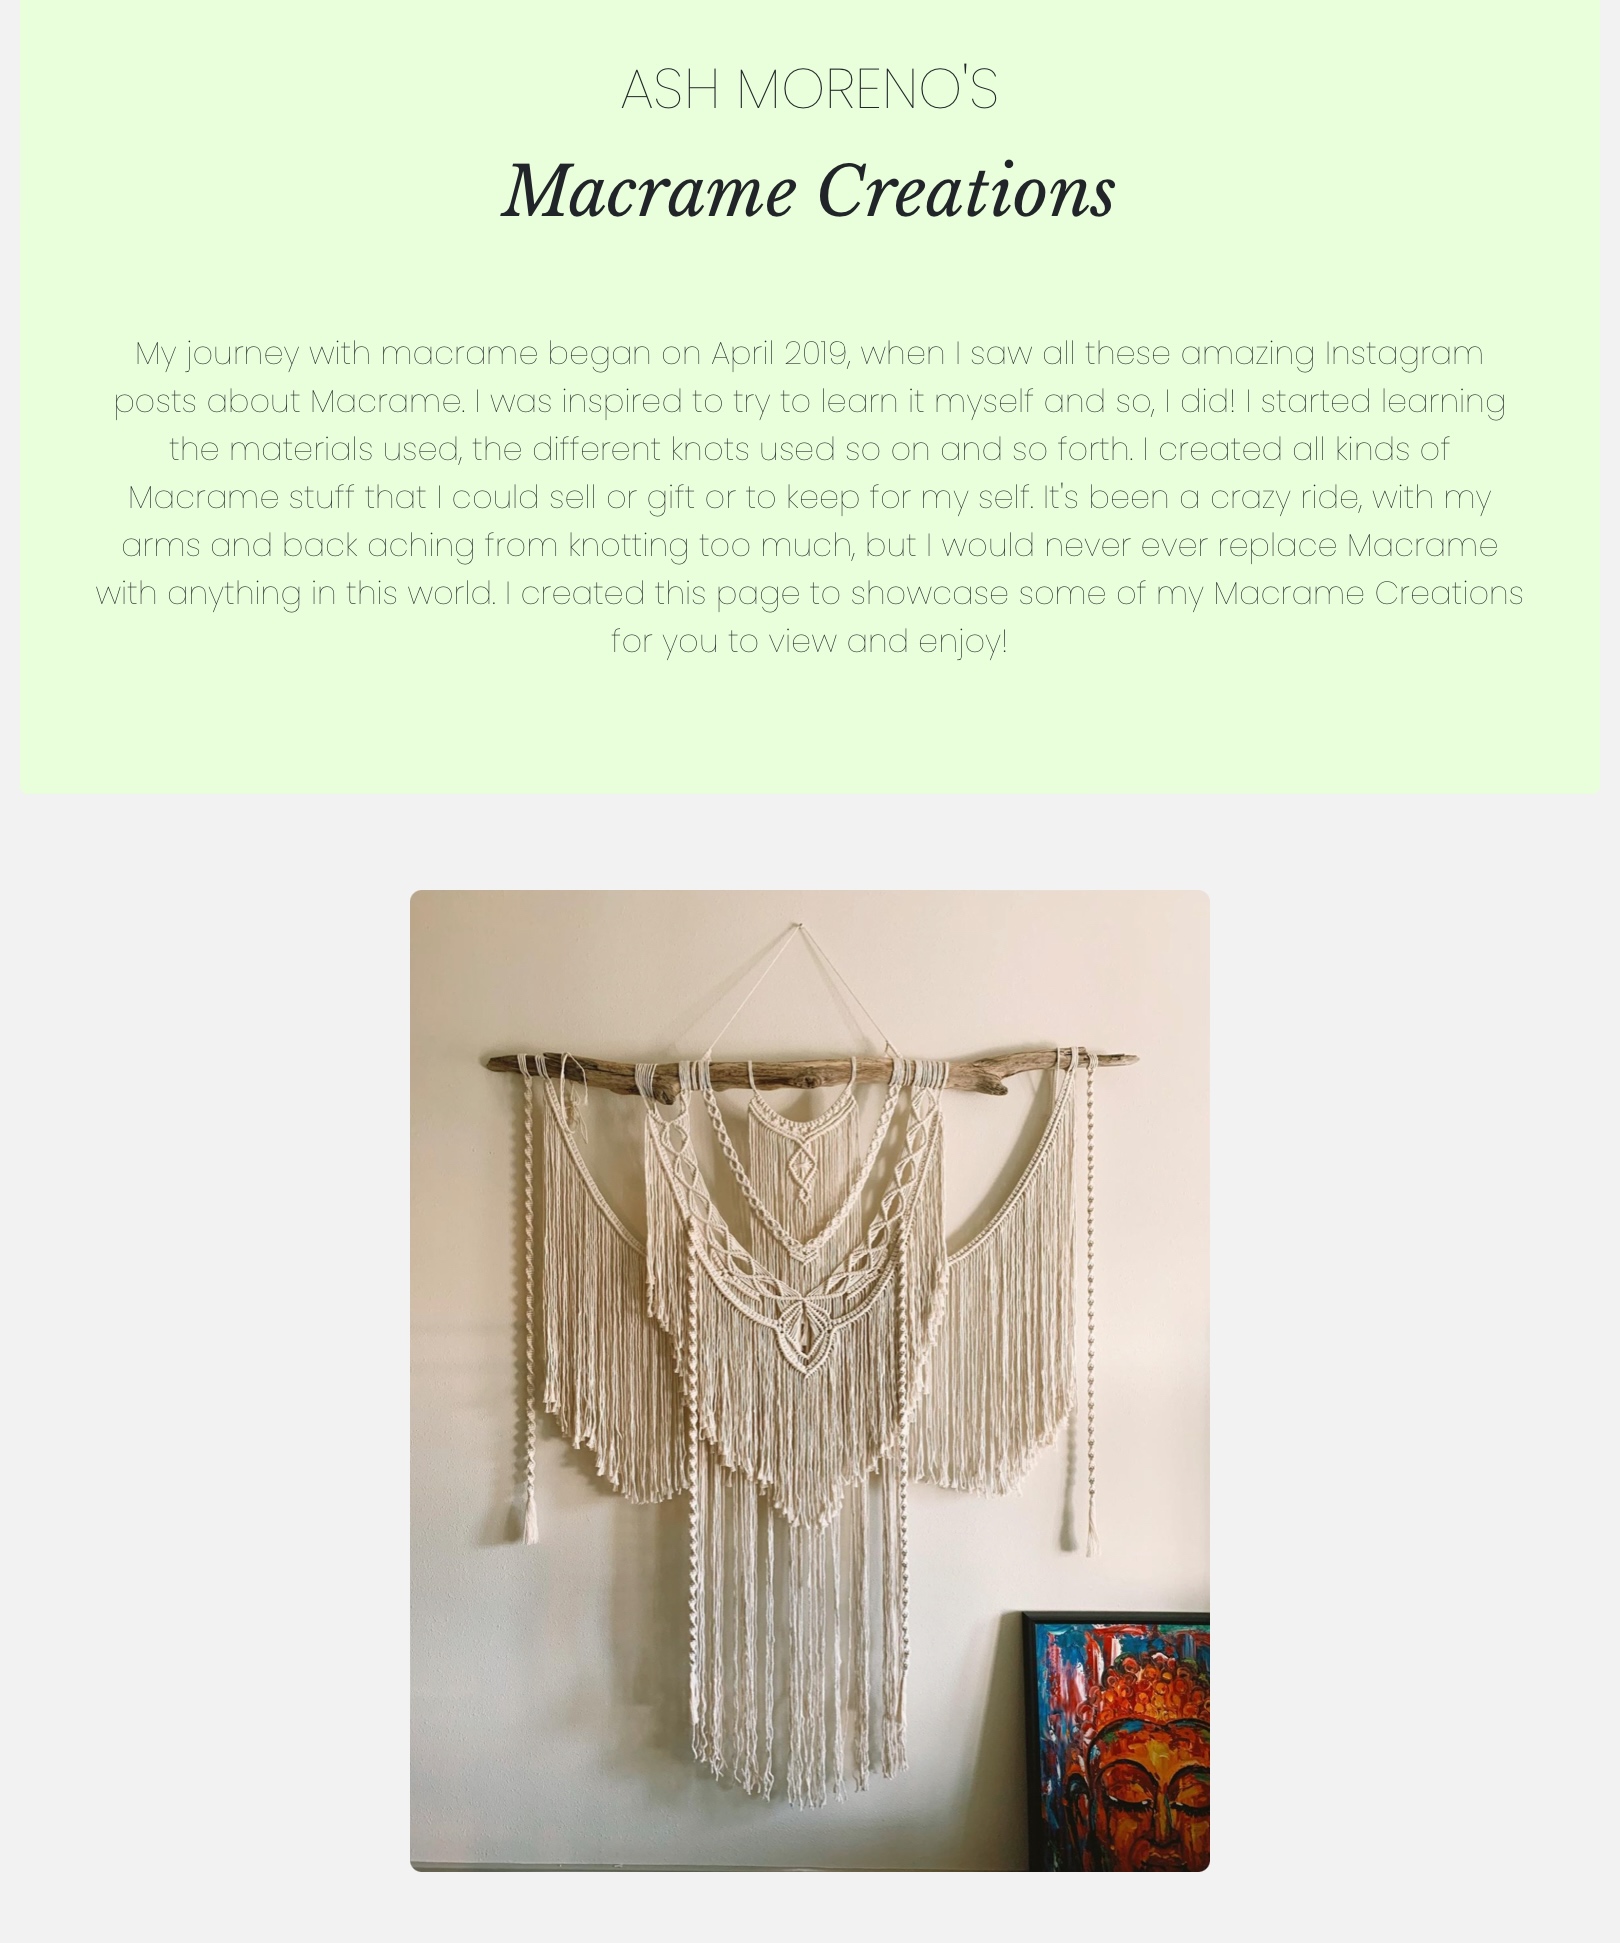 ASH MORENO'S
Macrame Creations
My journey with macrame began on April 2019, when I saw all these amazing Instagram
posts about Macrame. I was inspired to try to learn it myself and so, I did! I started learning
the materials used, the different knots used so on and so forth. I created all kinds of
Macrame stuff that I could sell or gift or to keep for my self. It's been a crazy ride, with my
arms and back aching from knotting too much, but I would never ever replace Macrame
with anything in this world. I created this page to showcase some of my Macrame Creations
for you to view and enjoy!